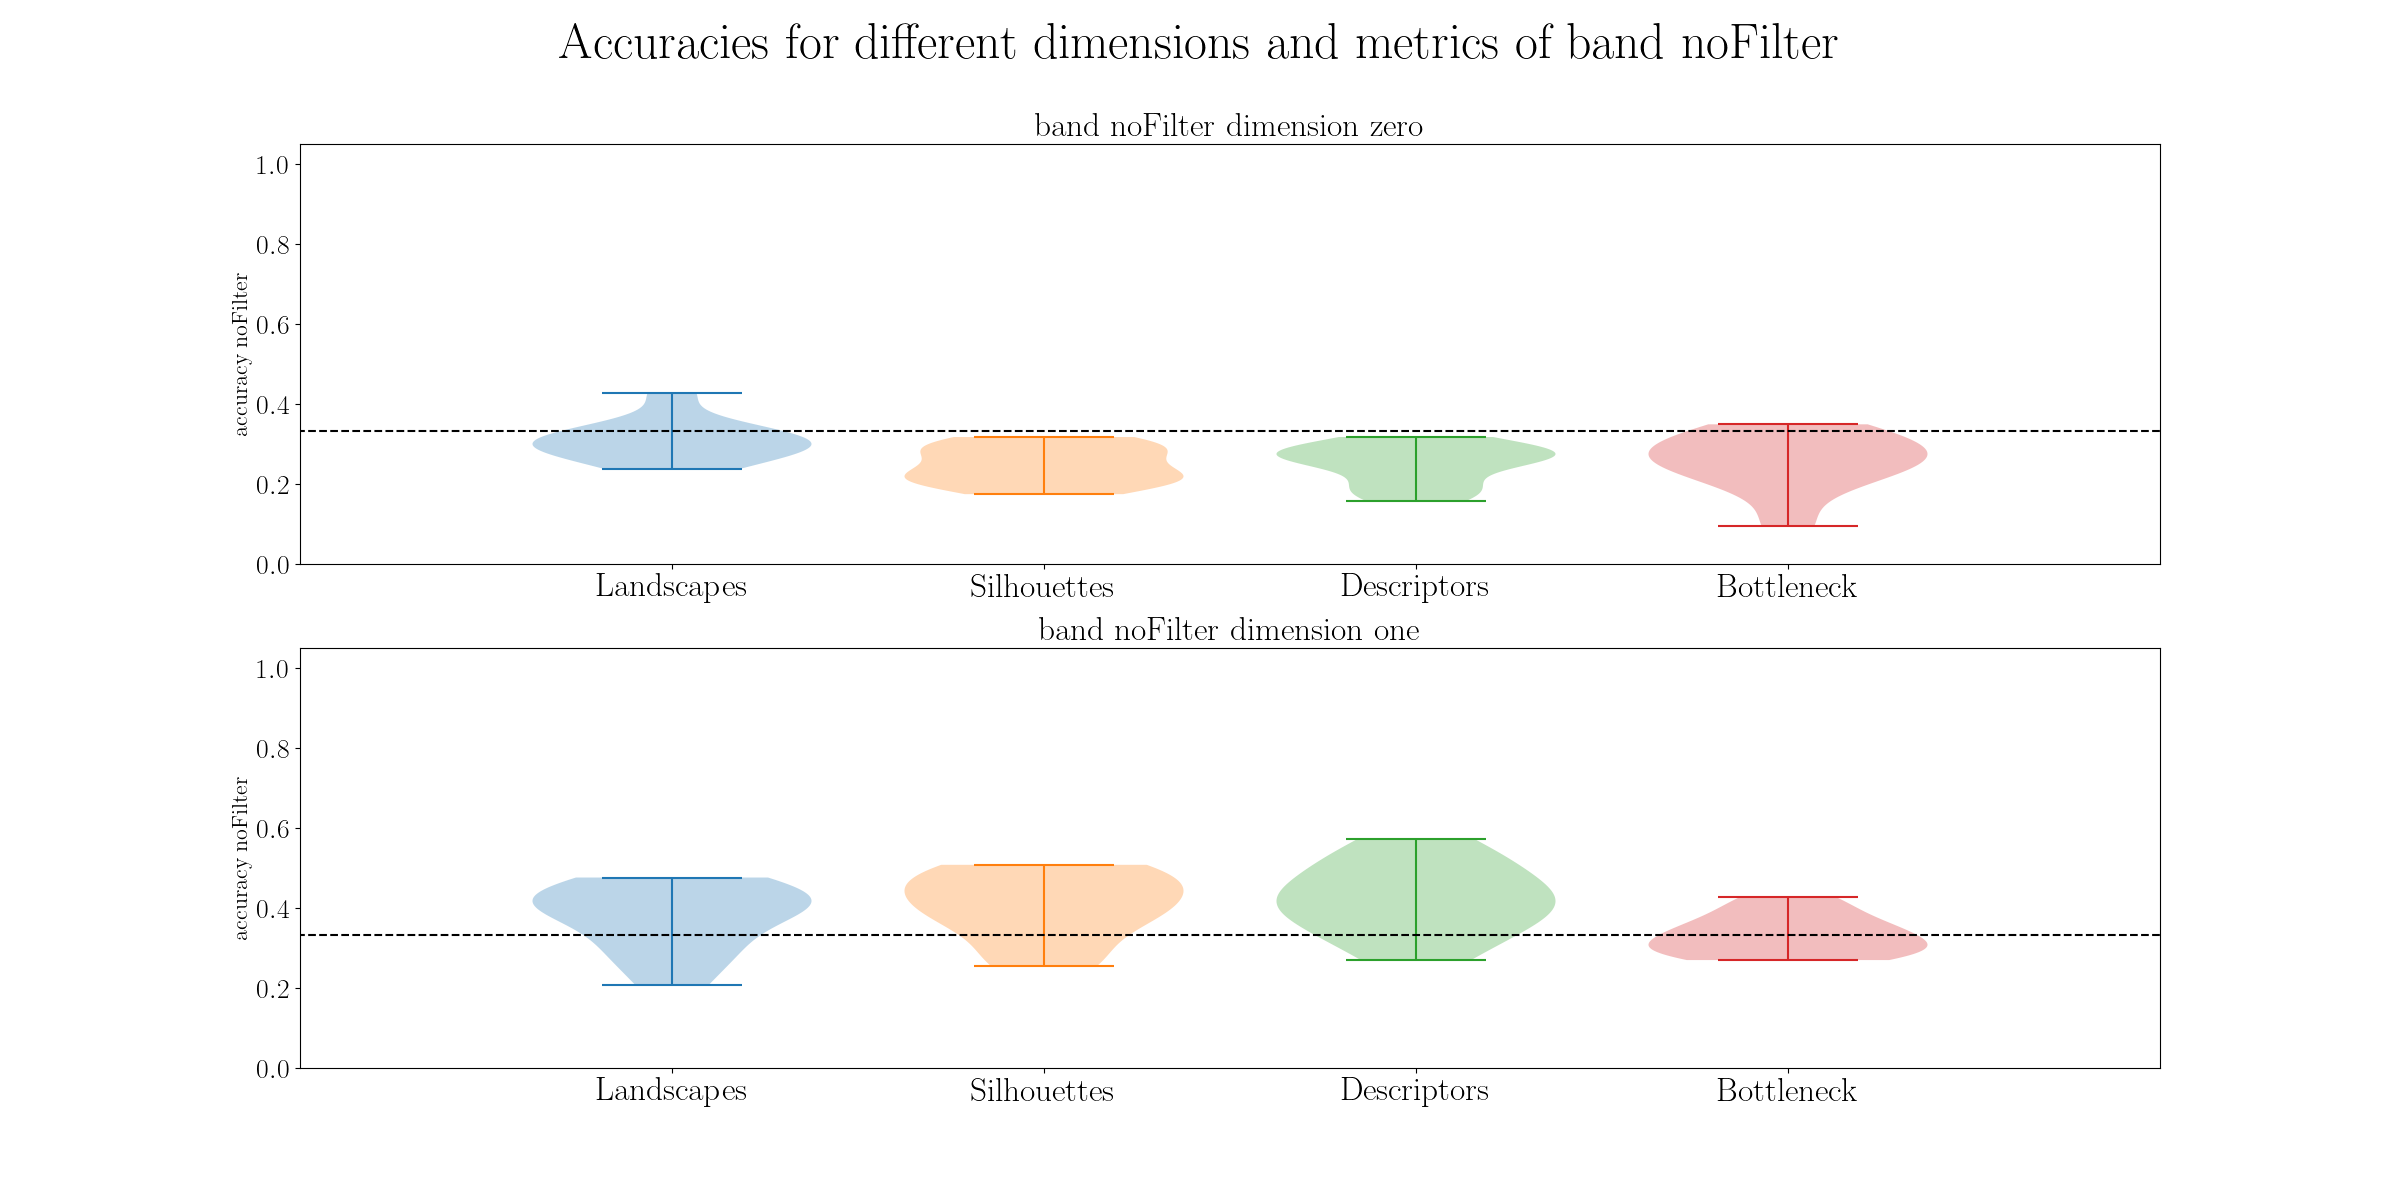 Accuracies for different dimensions and metrics of band noFilter
band noFilter dimension zero
accuracy noFilter
1.0
0.8
0.6
0.4
0.2
0.0
Landscapes Silhouettes Descriptors Bottleneck
band noFilter dimension one
accuracy noFilter
1.0
0.8
0.6
0.4
0.2
0.0
Landscapes Silhouettes Descriptors Bottleneck